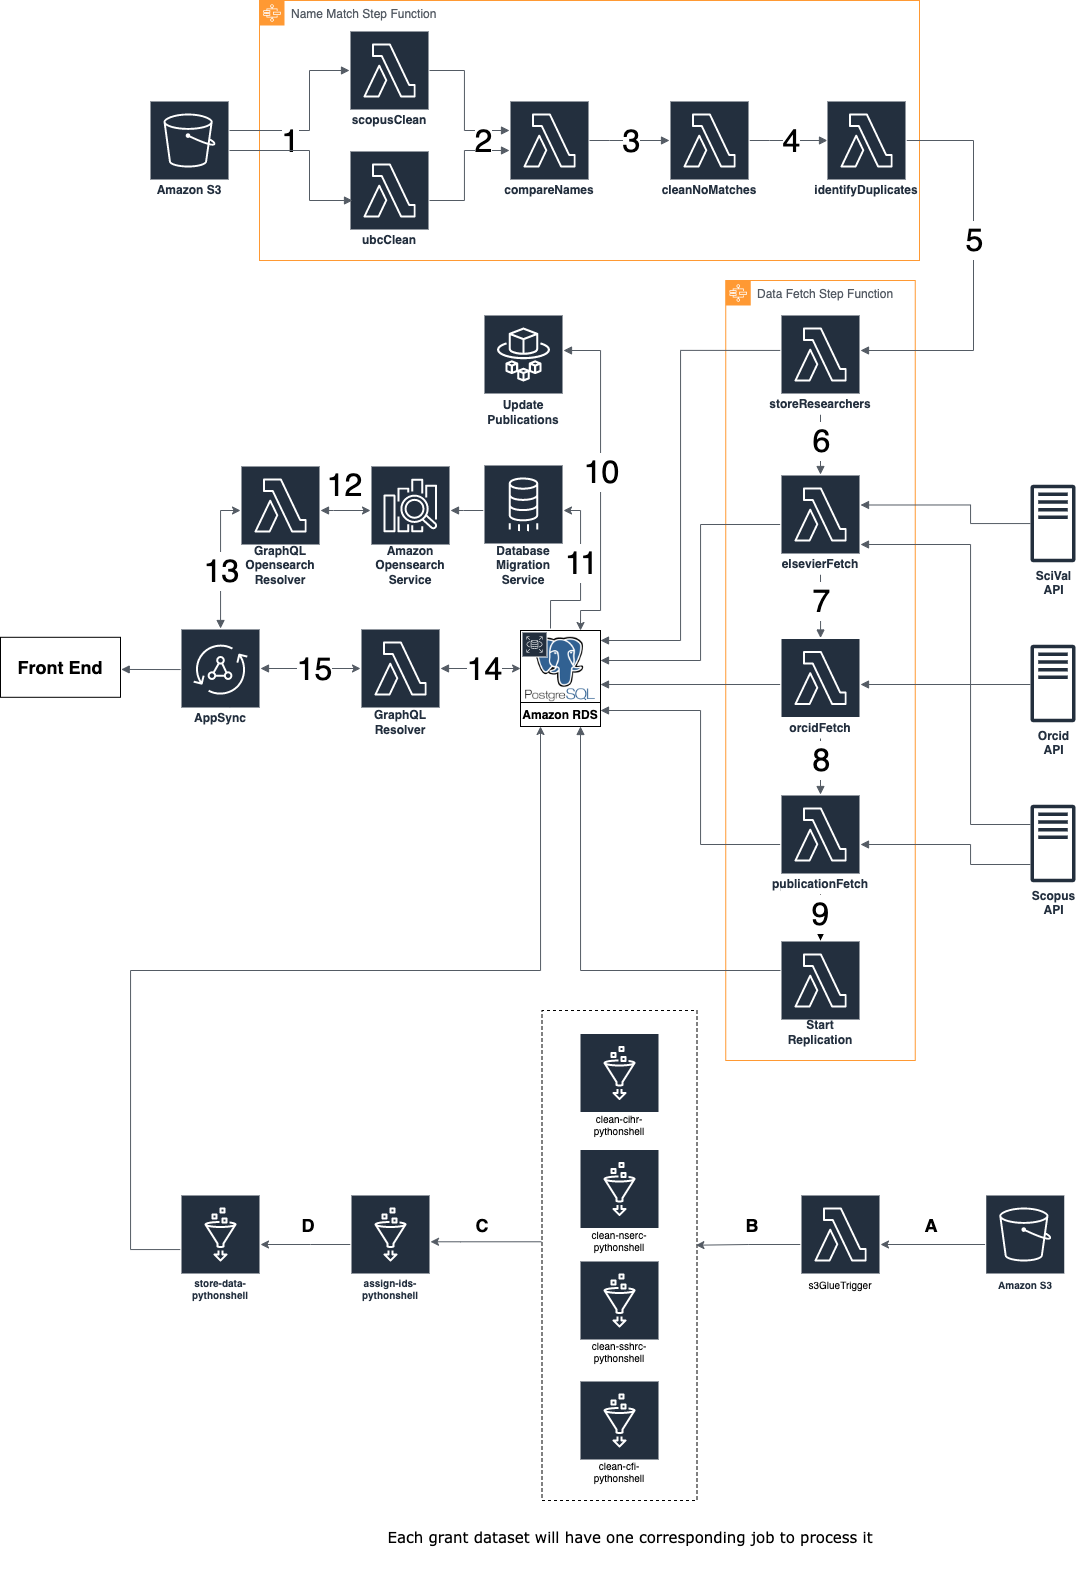 Name Match Step Function
scopusClean
1
2
3
4
Amazon S3
compareNames
cleanNoMatches
identifyDuplicates
ubcClean
5
Data Fetch Step Function
storeResearchers
Update
Publications
6
10
12
GraphQL
Opensearch
Resolver
Amazon
Opensearch
Service
Database
Migration
Service
11
13
elsevierFetch
SciVal
API
7
Front End
AppSync
15
GraphQL
Resolver
14
PostgreSQL
Amazon RDS
orcidFetch
Orcid
API
8
publicationFetch
Scopus
API
9
Start
Replication
clean-cihr-
pythonshell
clean-nserc-
pythonshell
clean-sshrc-
pythonshell
clean-cfi-
pythonshell
D
C
B
A
store-data-
pythonshell
assign-ids-
pythonshell
s3GlueTrigger
Amazon S3
Each grant dataset will have one corresponding job to process it